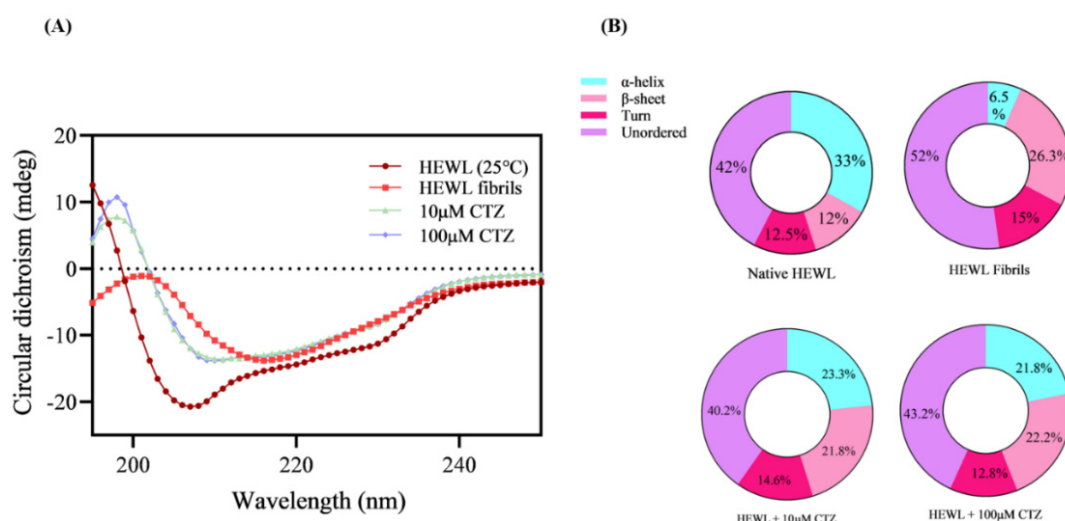 (A)
20
10
0
-10
-20
Circular dichroism (mdeg)
HEWL (25°C)
HEWL fibrils
10μM CTZ
100μM CTZ
200
220
240
Wavelength (nm)
(B)
α-helix
β-sheet
Turn
Unordered
42%
33%
12%
12.5%
Native HEWL
6.5
%
52%
26.3%
15%
HEWL Fibrils
23.3%
40.2%
21.8%
14.6%
HEWL + 10μM CTZ
21.8%
43.2%
22.2%
12.8%
HEWL + 100μM CTZ